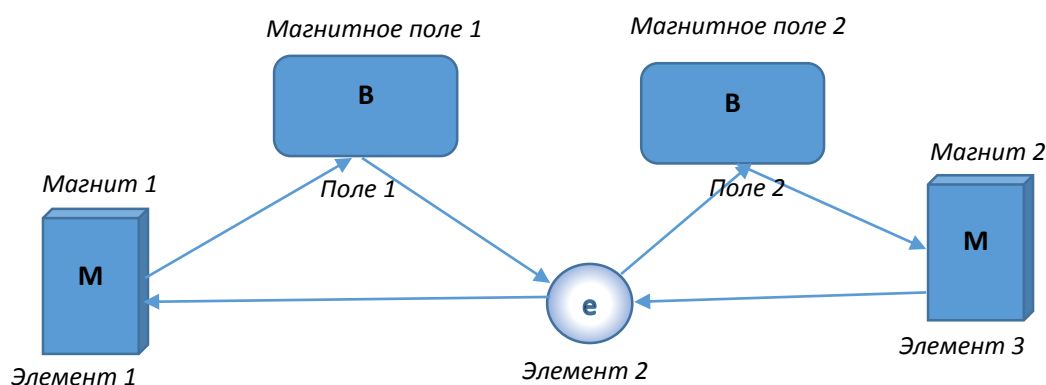 Магнитное поле 1
Магнитное поле 2
В
В
Магнит 2
Магнит 1
Поле 1
Поле 2
М
М
е
Элемент 3
Элемент 1
Элемент 2